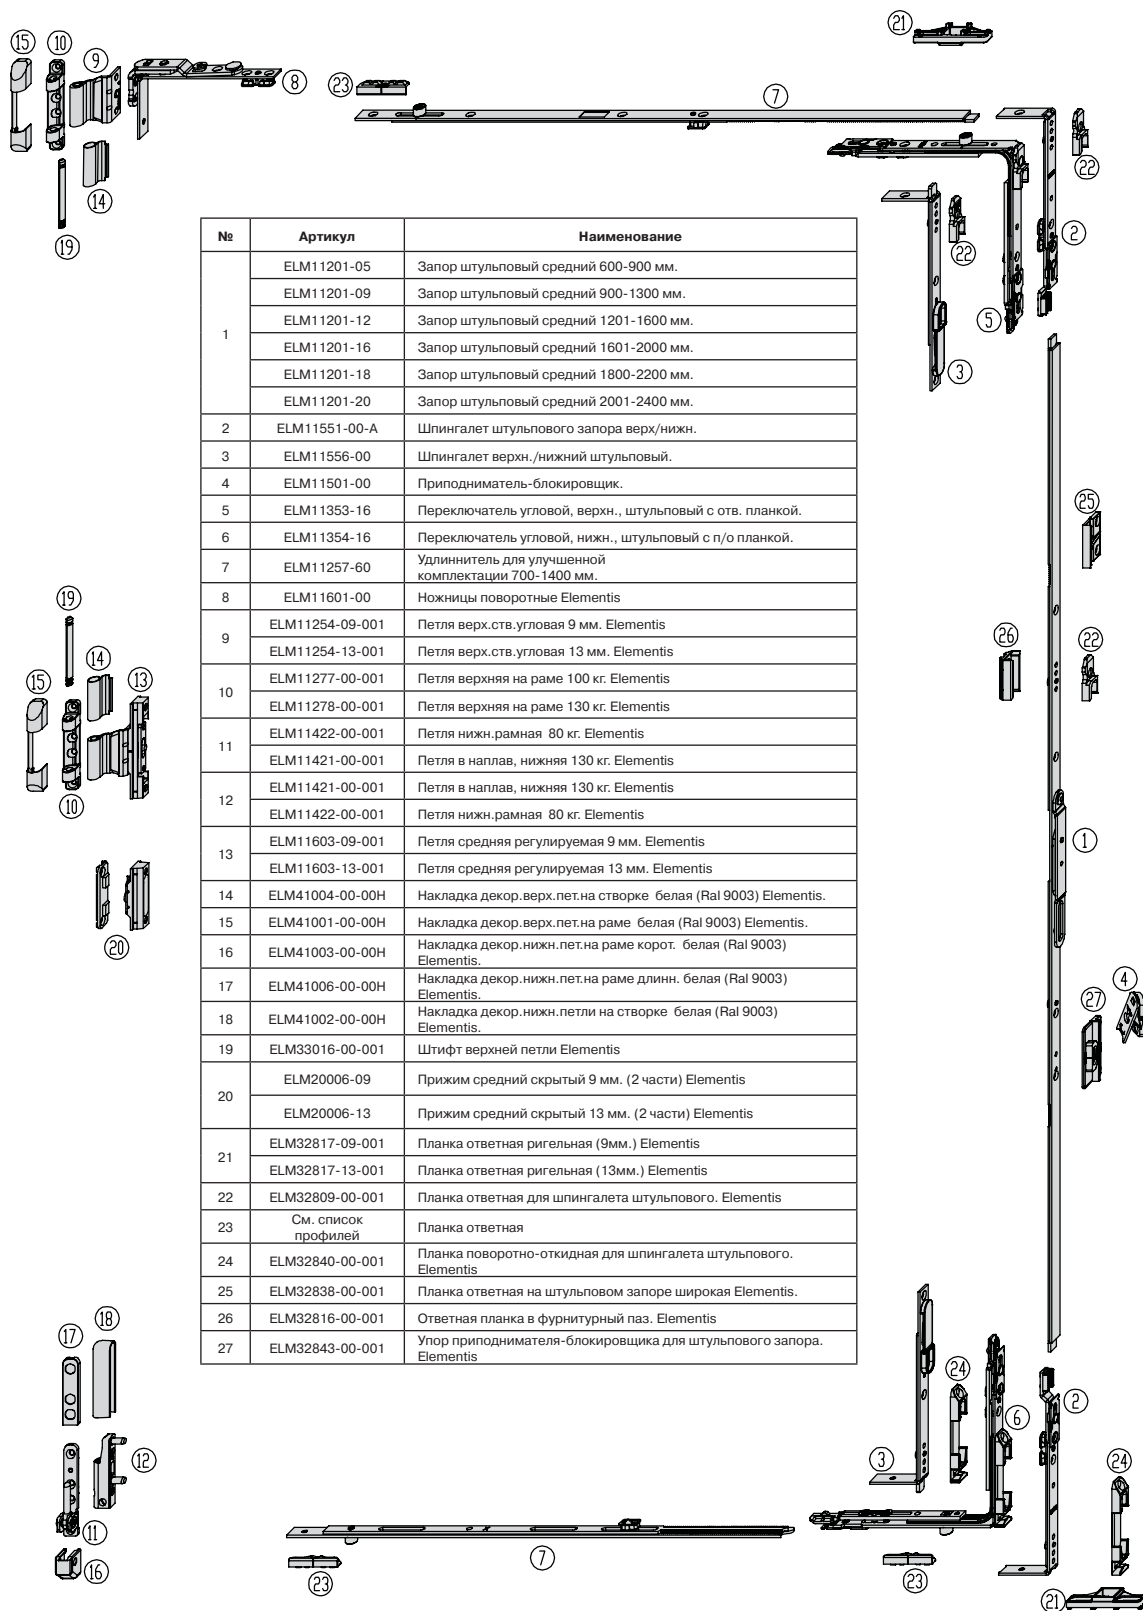 21
15
10
9
8
23
7
22
14
19
22
2
5
3
№ Артикул Наименование
1
ELM11201-05 Запор штульповый средний 600-900 мм.
ELM11201-09 Запор штульповый средний 900-1300 мм.
ELM11201-12 Запор штульповый средний 1201-1600 мм.
ELM11201-16 Запор штульповый средний 1601-2000 мм.
ELM11201-18 Запор штульповый средний 1800-2200 мм.
ELM11201-20 Запор штульповый средний 2001-2400 мм.
2 ELM11551-00-A Шпингалет штульпового запора верх/нижн.
3 ELM11556-00 Шпингалет верхн./нижний штульповый.
4 ELM11501-00 Приподниматель-блокировщик.
5 ELM11353-16 Переключатель угловой, верхн., штульповый с отв. планкой.
6 ELM11354-16 Переключатель угловой, нижн., штульповый с п/о планкой.
7 ELM11257-60 Удлиннитель для улучшенной
комплектации 700-1400 мм.
8 ELM11601-00 Ножницы поворотные Elementis
9
ELM11254-09-001 Петля верх.ств.угловая 9 мм. Elementis
ELM11254-13-001 Петля верх.ств.угловая 13 мм. Elementis
10
ELM11277-00-001 Петля верхняя на раме 100 кг. Elementis
ELM11278-00-001 Петля верхняя на раме 130 кг. Elementis
11
ELM11422-00-001 Петля нижн.рамная 80 кг. Elementis
ELM11421-00-001 Петля в наплав, нижняя 130 кг. Elementis
12
ELM11421-00-001 Петля в наплав, нижняя 130 кг. Elementis
ELM11422-00-001 Петля нижн.рамная 80 кг. Elementis
13
ELM11603-09-001 Петля средняя регулируемая 9 мм. Elementis
ELM11603-13-001 Петля средняя регулируемая 13 мм. Elementis
14 ELM41004-00-00H Накладка декор.верх.пет.на створке белая (Ral 9003) Elementis.
15 ELM41001-00-00H Накладка декор.верх.пет.на раме белая (Ral 9003) Elementis.
16 ELM41003-00-00H Накладка декор.нижн.пет.на раме корот. белая (Ral 9003)
Elementis.
17 ELM41006-00-00H Накладка декор.нижн.пет.на раме длинн. белая (Ral 9003)
Elementis.
18 ELM41002-00-00H Накладка декор.нижн.петли на створке белая (Ral 9003)
Elementis.
19 ELM33016-00-001 Штифт верхней петли Elementis
20
ELM20006-09 Прижим средний скрытый 9 мм. (2 части) Elementis
ELM20006-13 Прижим средний скрытый 13 мм. (2 части) Elementis
21
ELM32817-09-001 Планка ответная ригельная (9мм.) Elementis
ELM32817-13-001 Планка ответная ригельная (13мм.) Elementis
22 ELM32809-00-001 Планка ответная для шпингалета штульпового. Elementis
23 См. список
профилей Планка ответная
24 ELM32840-00-001 Планка поворотно-откидная для шпингалета штульпового.
Elementis
25 ELM32838-00-001 Планка ответная на штульповом запоре широкая Elementis.
26 ELM32816-00-001 Ответная планка в фурнитурный паз. Elementis
27 ELM32843-00-001 Упор приподнимателя-блокировщика для штульпового запора.
Elementis
25
19
26
22
14
15
13
10
1
20
4
27
18
17
24
2
6
12
3
24
11
7
16
23
23
21